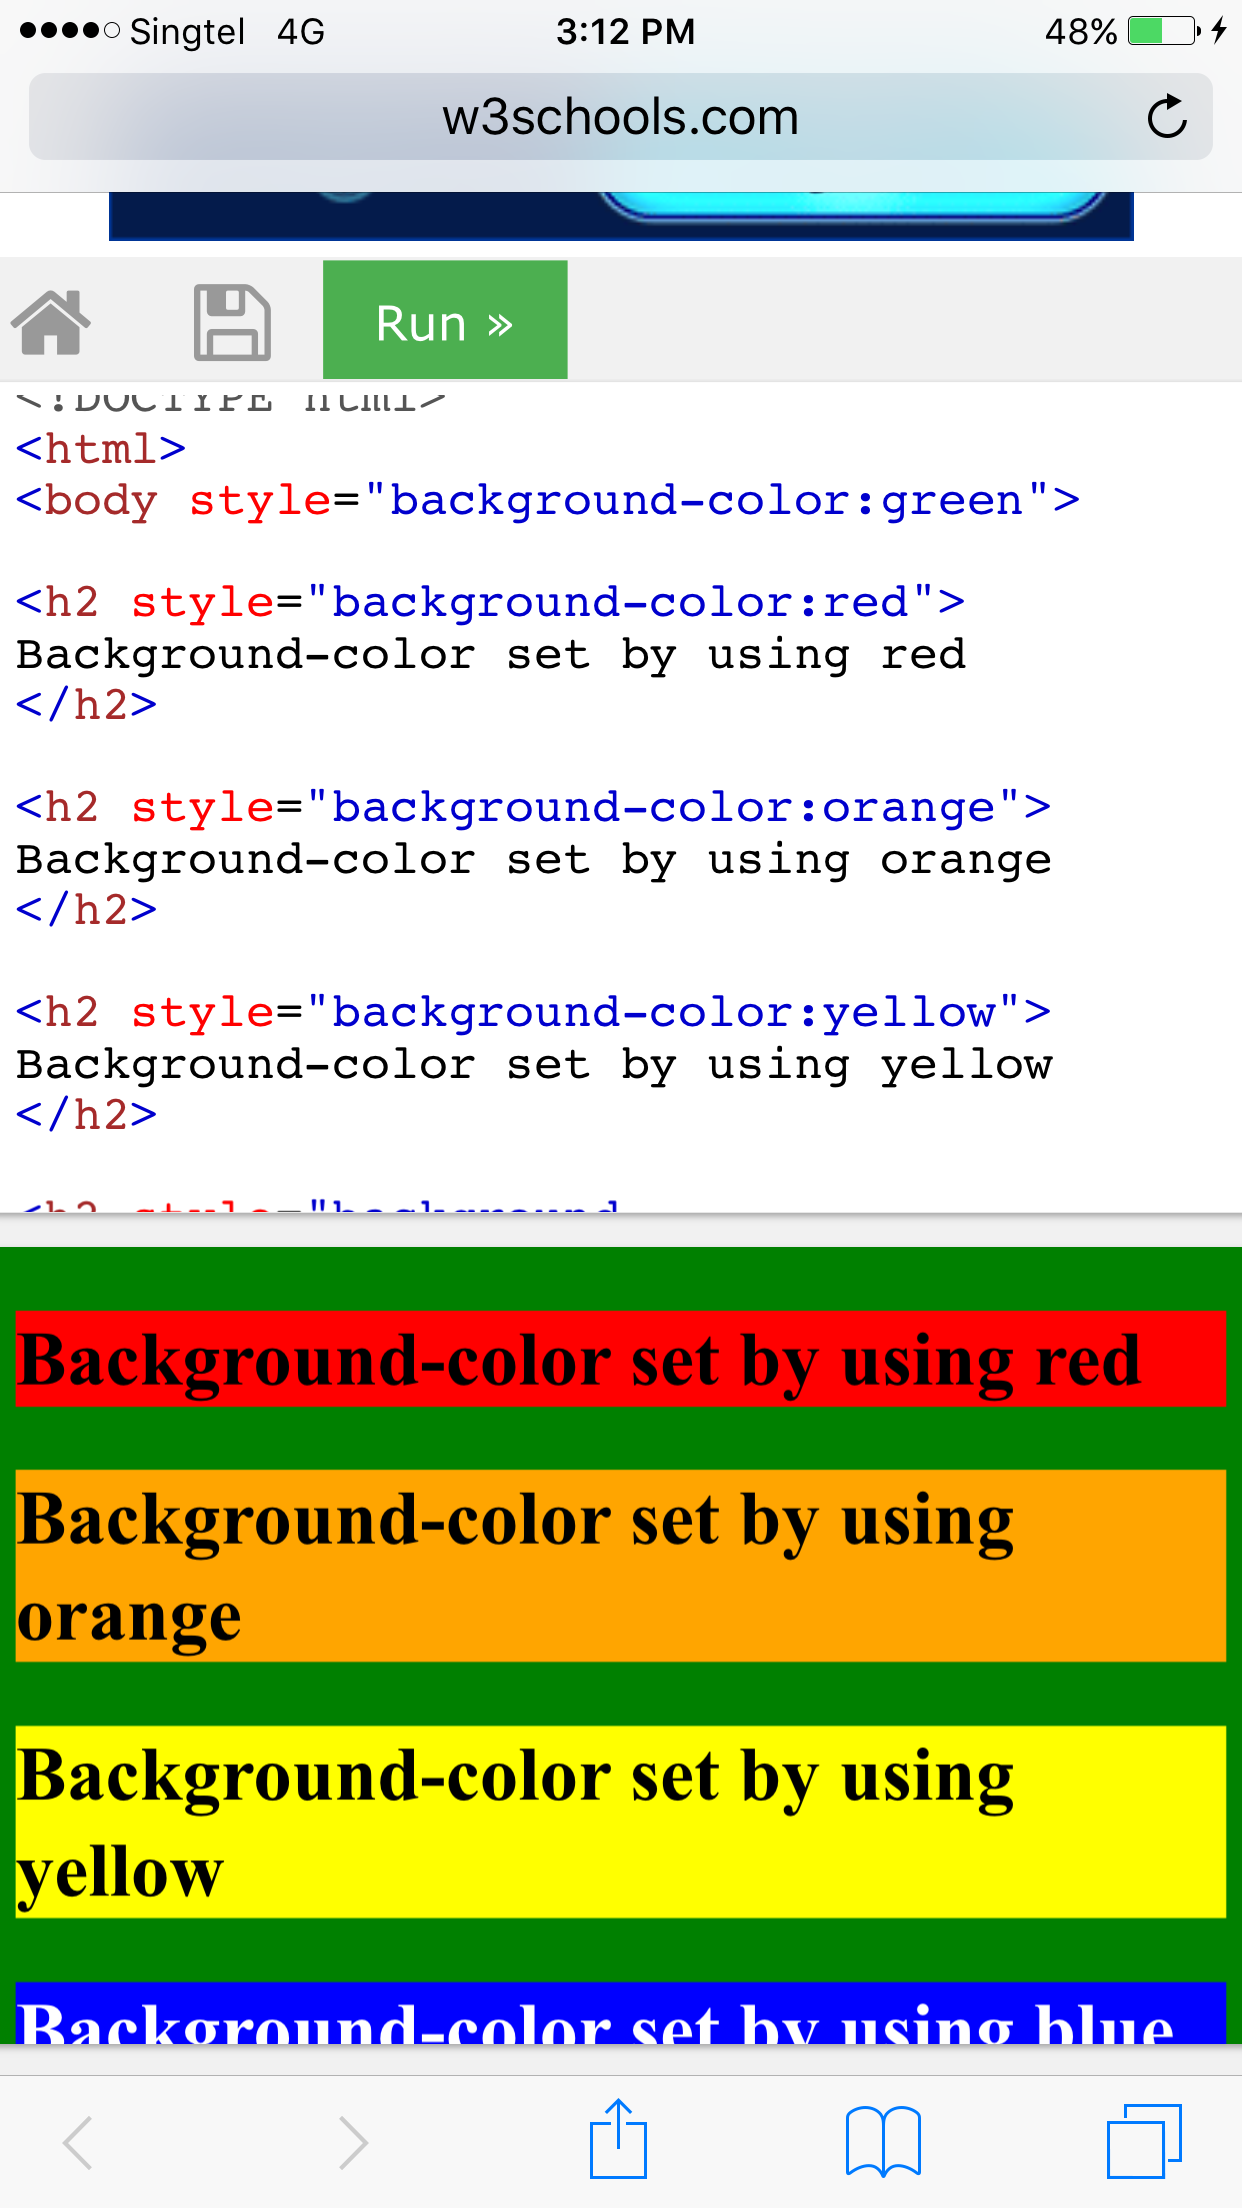 Singtel 4G 3:12 PM 48%
w3schools.com
Run »
<!DOCTYPE html>
<html>
<body style="background-color:green">
<h2 style="background-color:red">
Background-color set by using red
</h2>
<h2 style="background-color:orange">
Background-color set by using orange
</h2>
<h2 style="background-color:yellow">
Background-color set by using yellow
</h2>
<h2 style="background
Background-color set by using red
Background-color set by using
orange
Background-color set by using
yellow
Background-color set by using blue